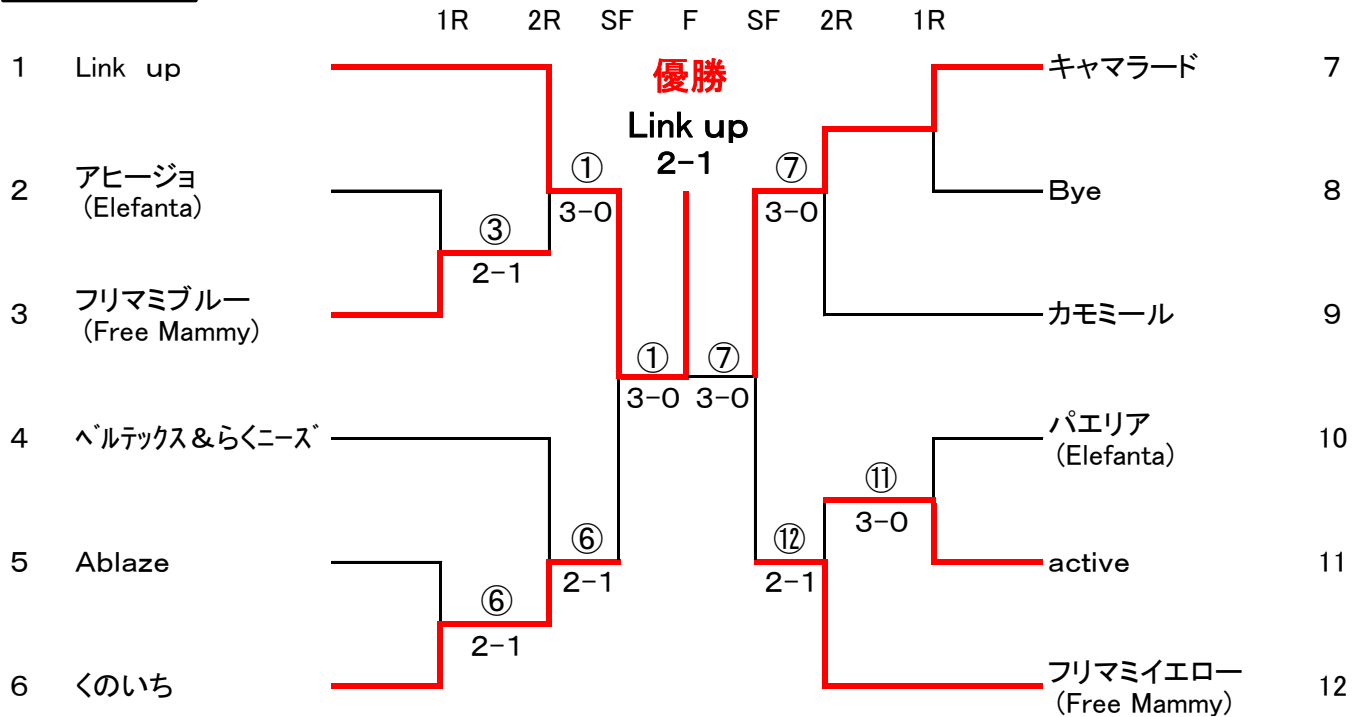 1R 2R SF F SF 2R 1R
1 Link up
優勝
Link up
2-1
キャマラード 7
2 アヒージョ
(Elefanta)
①
3-0
⑦
3-0
Bye 8
③
2-1
3 フリマミブルー
(Free Mammy)
カモミール 9
①
3-0
⑦
3-0
4 ベルテックス&らくニーズ
パエリア
(Elefanta) 10
⑪
3-0
5 Ablaze
⑥
2-1
⑫
2-1
active 11
⑥
2-1
6 くのいち
フリマミイエロー
(Free Mammy) 12